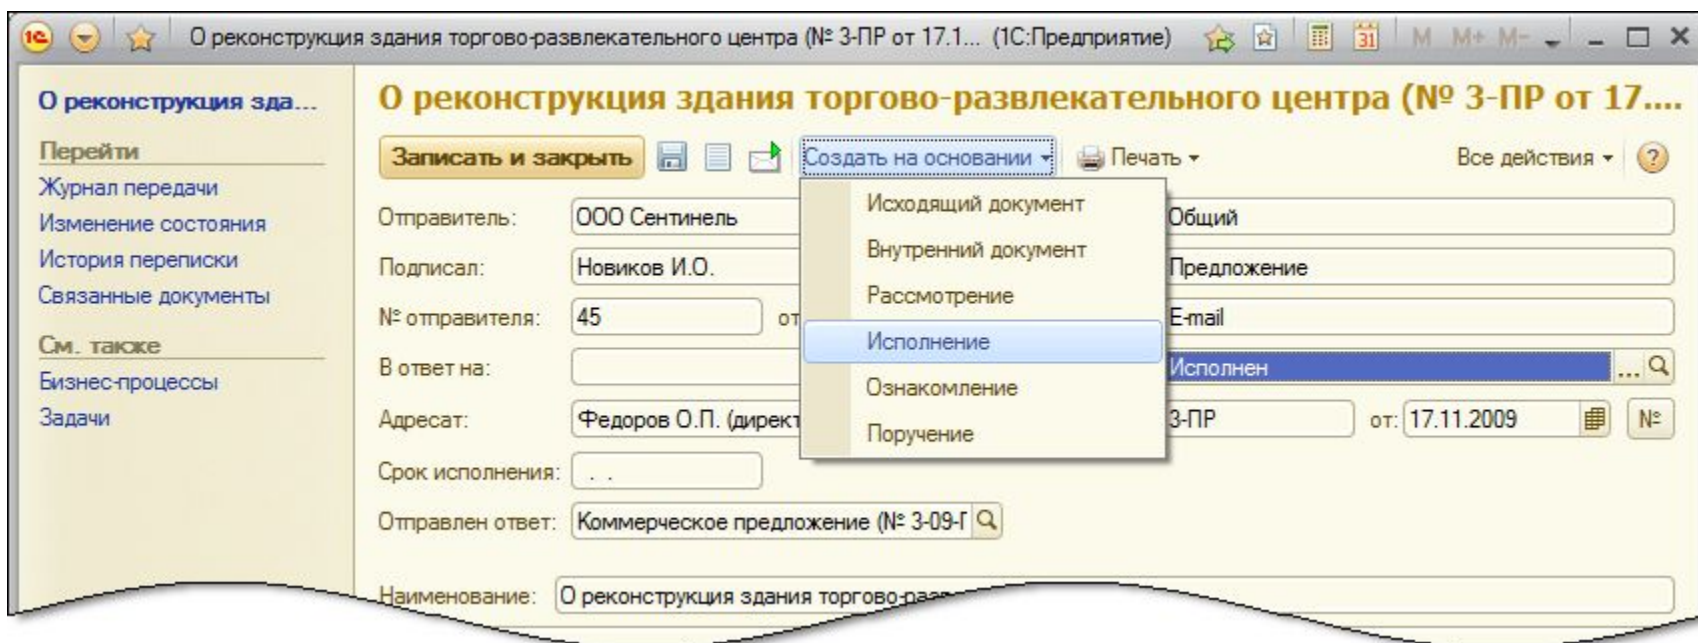 1С О реконструкция здания торгово-развлекательного центра (№ 3-ПР от 17.1... (1С:Предприятие) 31 M M+ M-
О реконструкция зда...
Перейти
Журнал передачи
Изменение состояния
История переписки
Связанные документы
См. также
Бизнес-процессы
Задачи
О реконструкция здания торгово-развлекательного центра (№ 3-ПР от 17....
Записать и закрыть Создать на основании Печать Все действия ?
Исходящий документ
Внутренний документ
Рассмотрение
Исполнение
Ознакомление
Поручение
Отправитель: ООО Сентинель Общий
Подписал: Новиков И.О. Предложение
№ отправителя: 45 от E-mail
В ответ на: Исполнен ...
Адресат: Федоров О.П. (директ 3-ПР от: 17.11.2009 №
Срок исполнения: . .
Отправлен ответ: Коммерческое предложение (№ 3-09-Г
Наименование: О реконструкция здания торгово-разв